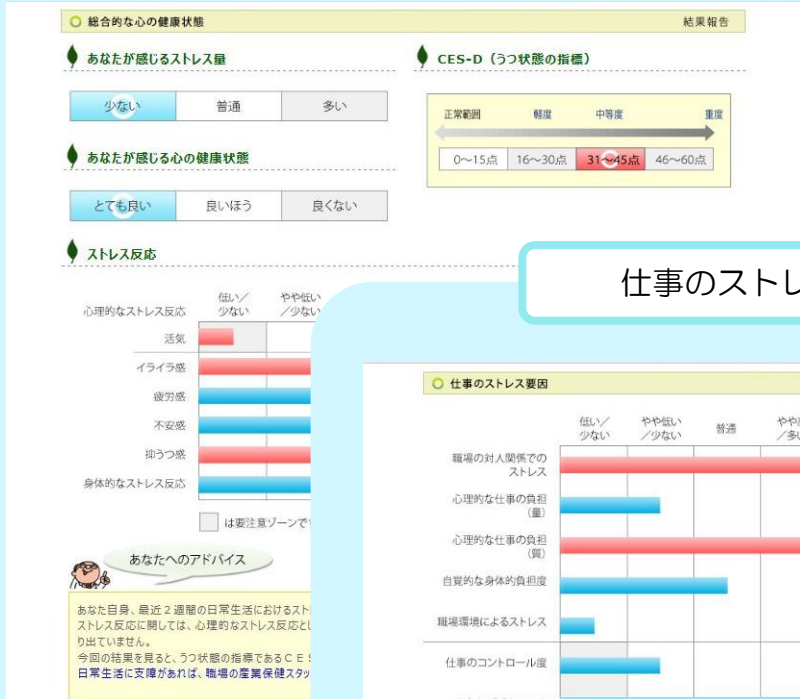 総合的な心の健康状態
結果報告
あなたが感じるストレス量
少ない 普通 多い
あなたが感じる心の健康状態
とても良い 良いほう 良くない
CES-D（うつ状態の指標）
正常範囲 軽度 中等度 重度
0～15点 16～30点 31～45点 46～60点
ストレス反応
心理的なストレス反応
低い／
少ない
やや低い
／少ない
活気
イライラ感
疲労感
不安感
抑うつ感
身体的なストレス反応
は要注意ゾーンで
あなたへのアドバイス
あなた自身、最近２週間の日常生活におけるスト
ストレス反応に関しては、心理的なストレス反応とし
り出ていません。
今回の結果を見ると、うつ状態の指標であるＣＥＳ
日常生活に支障があれば、職場の産業保健スタッ
仕事のストレ
仕事のストレス要因
低い／
少ない
やや低い
／少ない
普通
やや
／多
職場の対人関係での
ストレス
心理的な仕事の負担
（量）
心理的な仕事の負担
（質）
自覚的な身体的負担度
職場環境によるストレス
仕事のコントロール度